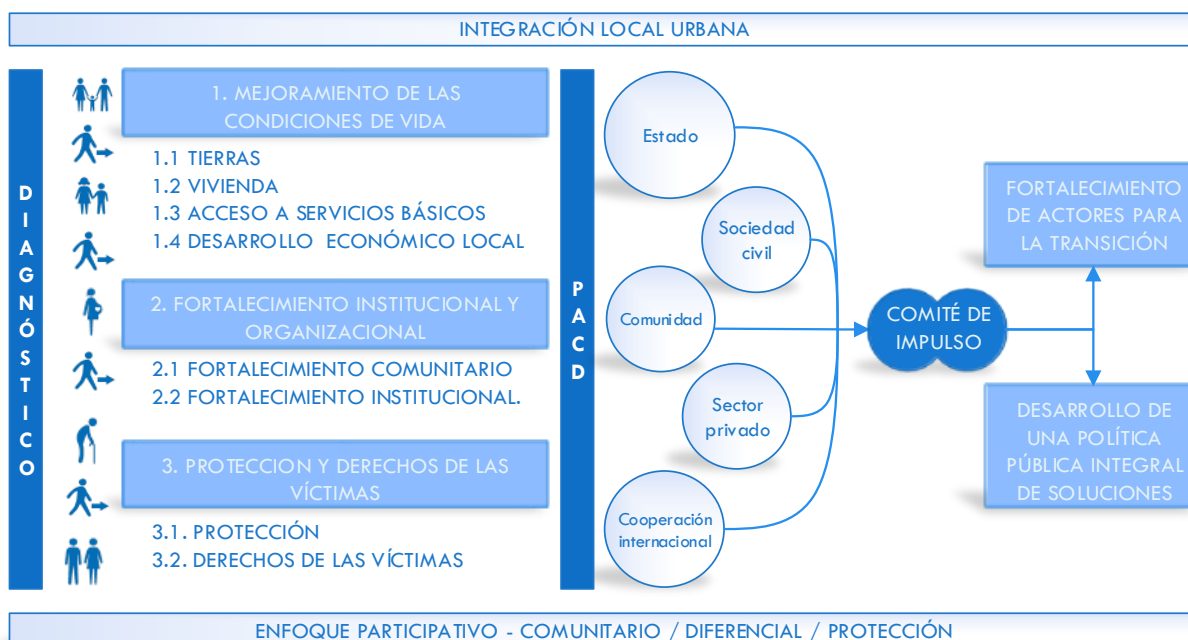 INTEGRACIÓN LOCAL URBANA
DIAGNÓSTICO
1. MEJORAMIENTO DE LAS
CONDICIONES DE VIDA
1.1 TIERRAS
1.2 VIVIENDA
1.3 ACCESO A SERVICIOS BÁSICOS
1.4 DESARROLLO ECONÓMICO LOCAL
2. FORTALECIMIENTO INSTITUCIONAL Y
ORGANIZACIONAL
2.1 FORTALECIMIENTO COMUNITARIO
2.2 FORTALECIMIENTO INSTITUCIONAL.
3. PROTECCION Y DERECHOS DE LAS
VÍCTIMAS
3.1. PROTECCIÓN
3.2. DERECHOS DE LAS VÍCTIMAS
PACD
Estado
Sociedad
civil
Comunidad
Sector
privado
Cooperación
internacional
COMITÉ DE
IMPULSO
FORTALECIMIENTO
DE ACTORES PARA
LA TRANSICIÓN
DESARROLLO DE
UNA POLÍTICA
PÚBLICA INTEGRAL
DE SOLUCIONES
ENFOQUE PARTICIPATIVO - COMUNITARIO / DIFERENCIAL / PROTECCIÓN